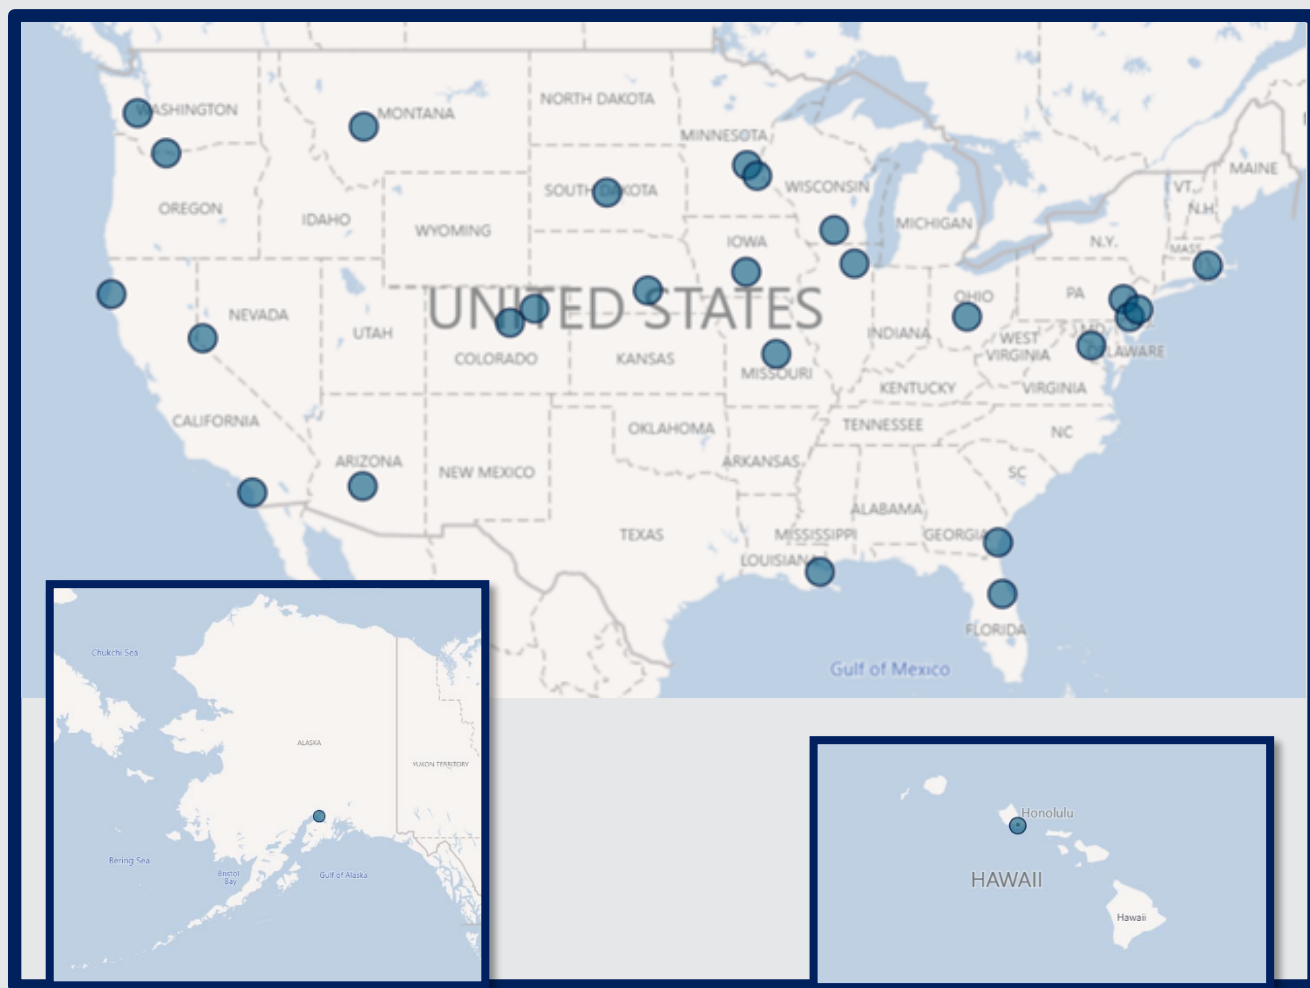 WASHINGTON
MONTANA
NORTH DAKOTA
MINNESOTA
MAINE
SOUTH DAKOTA
WISCONSIN
VT.
N.H.
OREGON
IDAHO
WYOMING
MICHIGAN
IOWA
N.Y.
MASS
UNITED STATES
NEVADA
UTAH
COLORADO
KANSAS
MISSOURI
INDIANA
OHIO
PA
WEST
VIRGINIA
MD
DELAWARE
KENTUCKY
VIRGINIA
CALIFORNIA
ARIZONA
NEW MEXICO
OKLAHOMA
ARKANSAS
TENNESSEE
NC
SC
TEXAS
LOUISIANA
MISSISSIPPI
ALABAMA
GEORGIA
FLORIDA
Gulf of Mexico
Chukchi Sea
ALASKA
YUKON TERRITORY
Bering Sea
Bristol
Bay
Gulf of Alaska
Honolulu
HAWAII
Hawaii